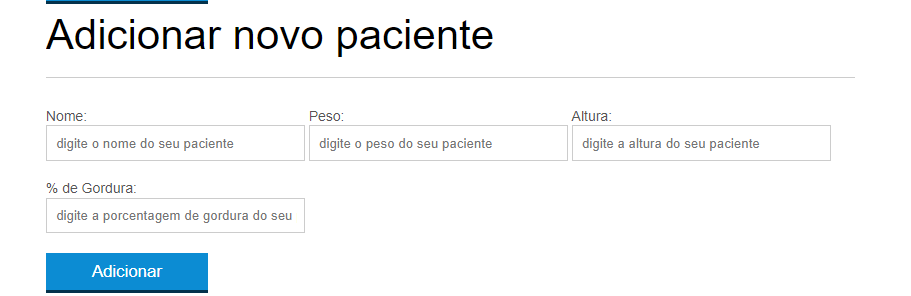 Adicionar novo paciente
Nome: Peso: Altura:
digite o nome do seu paciente digite o peso do seu paciente digite a altura do seu paciente
% de Gordura:
digite a porcentagem de gordura do seu
Adicionar